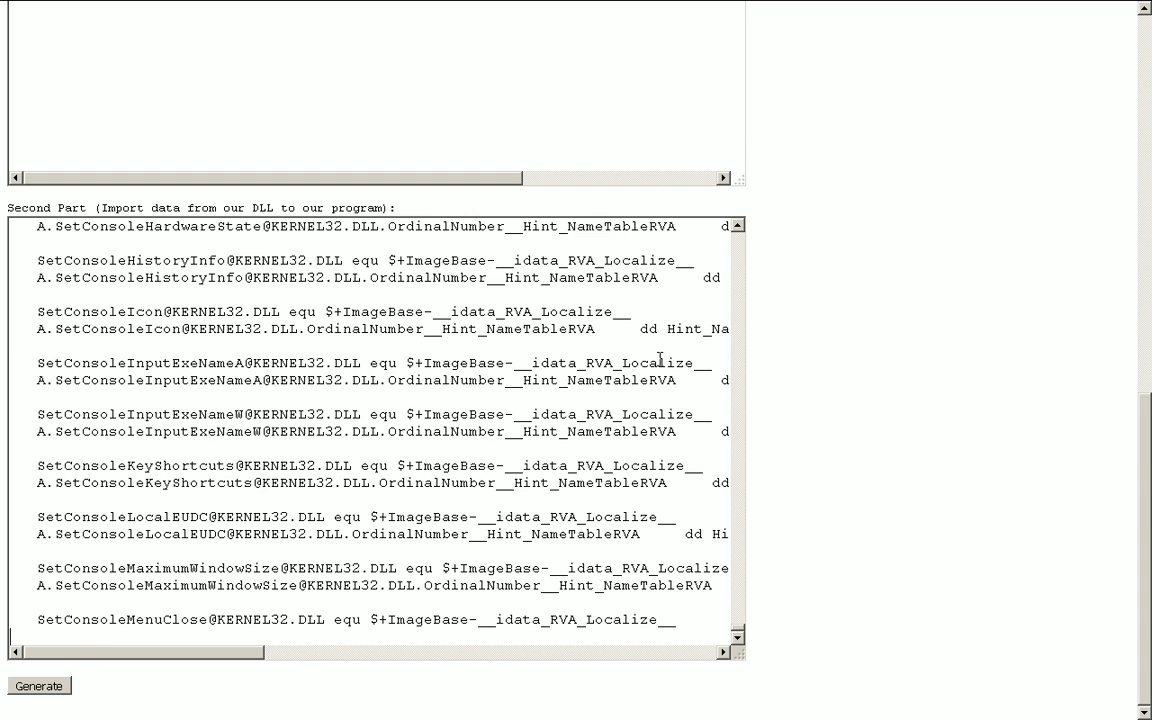 Second Part (Import data from our DLL to our program):
A.SetConsoleHardwareState@KERNEL32.DLL.OrdinalNumber__Hint_NameTableRVA d
SetConsoleHistoryInfo@KERNEL32.DLL equ $+ImageBase-__idata_RVA_Localize__
A.SetConsoleHistoryInfo@KERNEL32.DLL.OrdinalNumber__Hint_NameTableRVA dd
SetConsoleIcon@KERNEL32.DLL equ $+ImageBase-__idata_RVA_Localize__
A.SetConsoleIcon@KERNEL32.DLL.OrdinalNumber__Hint_NameTableRVA dd Hint_Na
SetConsoleInputExeNameA@KERNEL32.DLL equ $+ImageBase-__idata_RVA_Localize__
A.SetConsoleInputExeNameA@KERNEL32.DLL.OrdinalNumber__Hint_NameTableRVA d
SetConsoleInputExeNameW@KERNEL32.DLL equ $+ImageBase-__idata_RVA_Localize__
A.SetConsoleInputExeNameW@KERNEL32.DLL.OrdinalNumber__Hint_NameTableRVA d
SetConsoleKeyShortcuts@KERNEL32.DLL equ $+ImageBase-__idata_RVA_Localize__
A.SetConsoleKeyShortcuts@KERNEL32.DLL.OrdinalNumber__Hint_NameTableRVA dd
SetConsoleLocalEUDC@KERNEL32.DLL equ $+ImageBase-__idata_RVA_Localize__
A.SetConsoleLocalEUDC@KERNEL32.DLL.OrdinalNumber__Hint_NameTableRVA dd Hi
SetConsoleMaximumWindowSize@KERNEL32.DLL equ $+ImageBase-__idata_RVA_Localize
A.SetConsoleMaximumWindowSize@KERNEL32.DLL.OrdinalNumber__Hint_NameTableRVA
SetConsoleMenuClose@KERNEL32.DLL equ $+ImageBase-__idata_RVA_Localize__
Generate